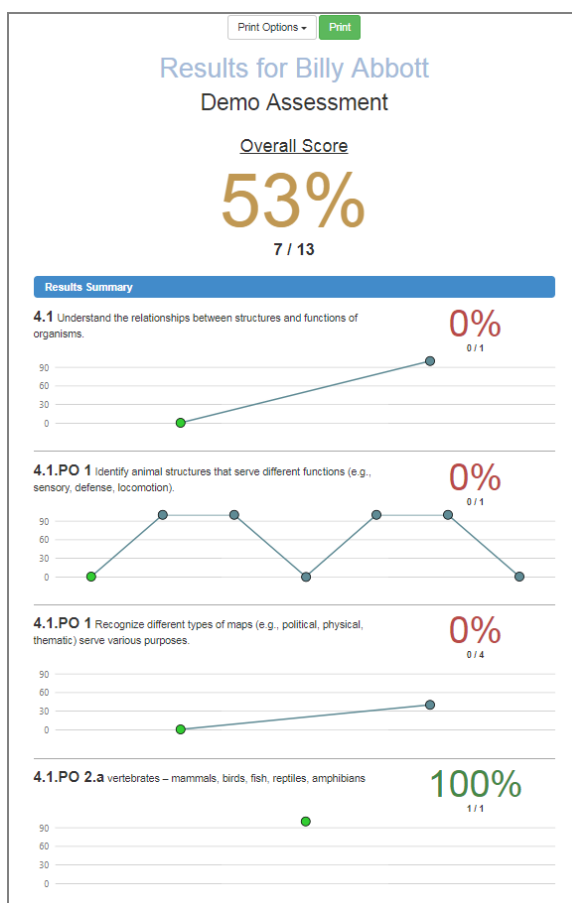 Print Options
Print
Results for Billy Abbott
Demo Assessment
Overall Score
53%
7 / 13
Results Summary
4.1 Understand the relationships between structures and functions of
organisms.
0%
0 / 1
90
60
30
0
4.1.PO 1 Identify animal structures that serve different functions (e.g.,
sensory, defense, locomotion).
0%
0 / 1
90
60
30
0
4.1.PO 1 Recognize different types of maps (e.g., political, physical,
thematic) serve various purposes.
0%
0 / 4
90
60
30
0
4.1.PO 2.a vertebrates – mammals, birds, fish, reptiles, amphibians
100%
1 / 1
90
60
30
0